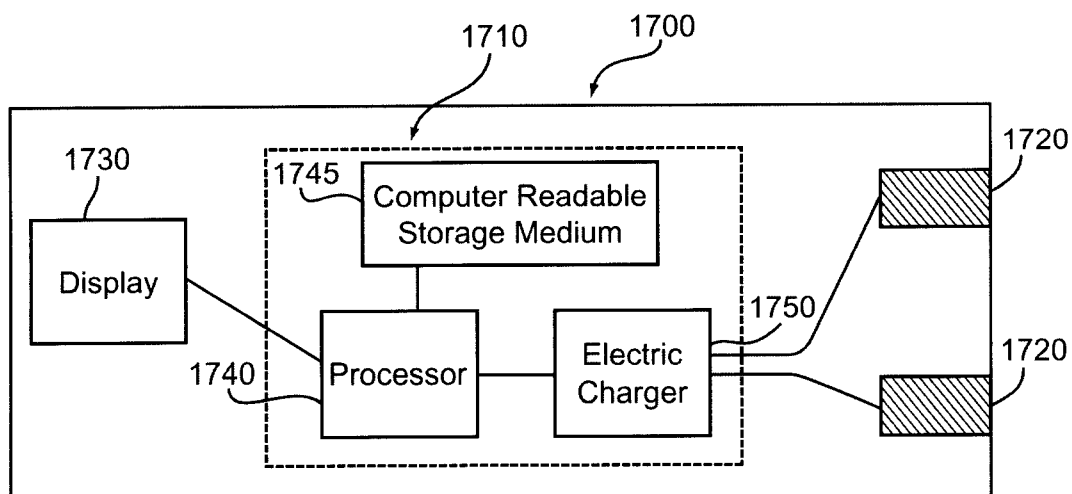 1700
1710
1720
1730
1745
Computer Readable
Storage Medium
Display
1750
Electric
Charger
Processor
1740
1720